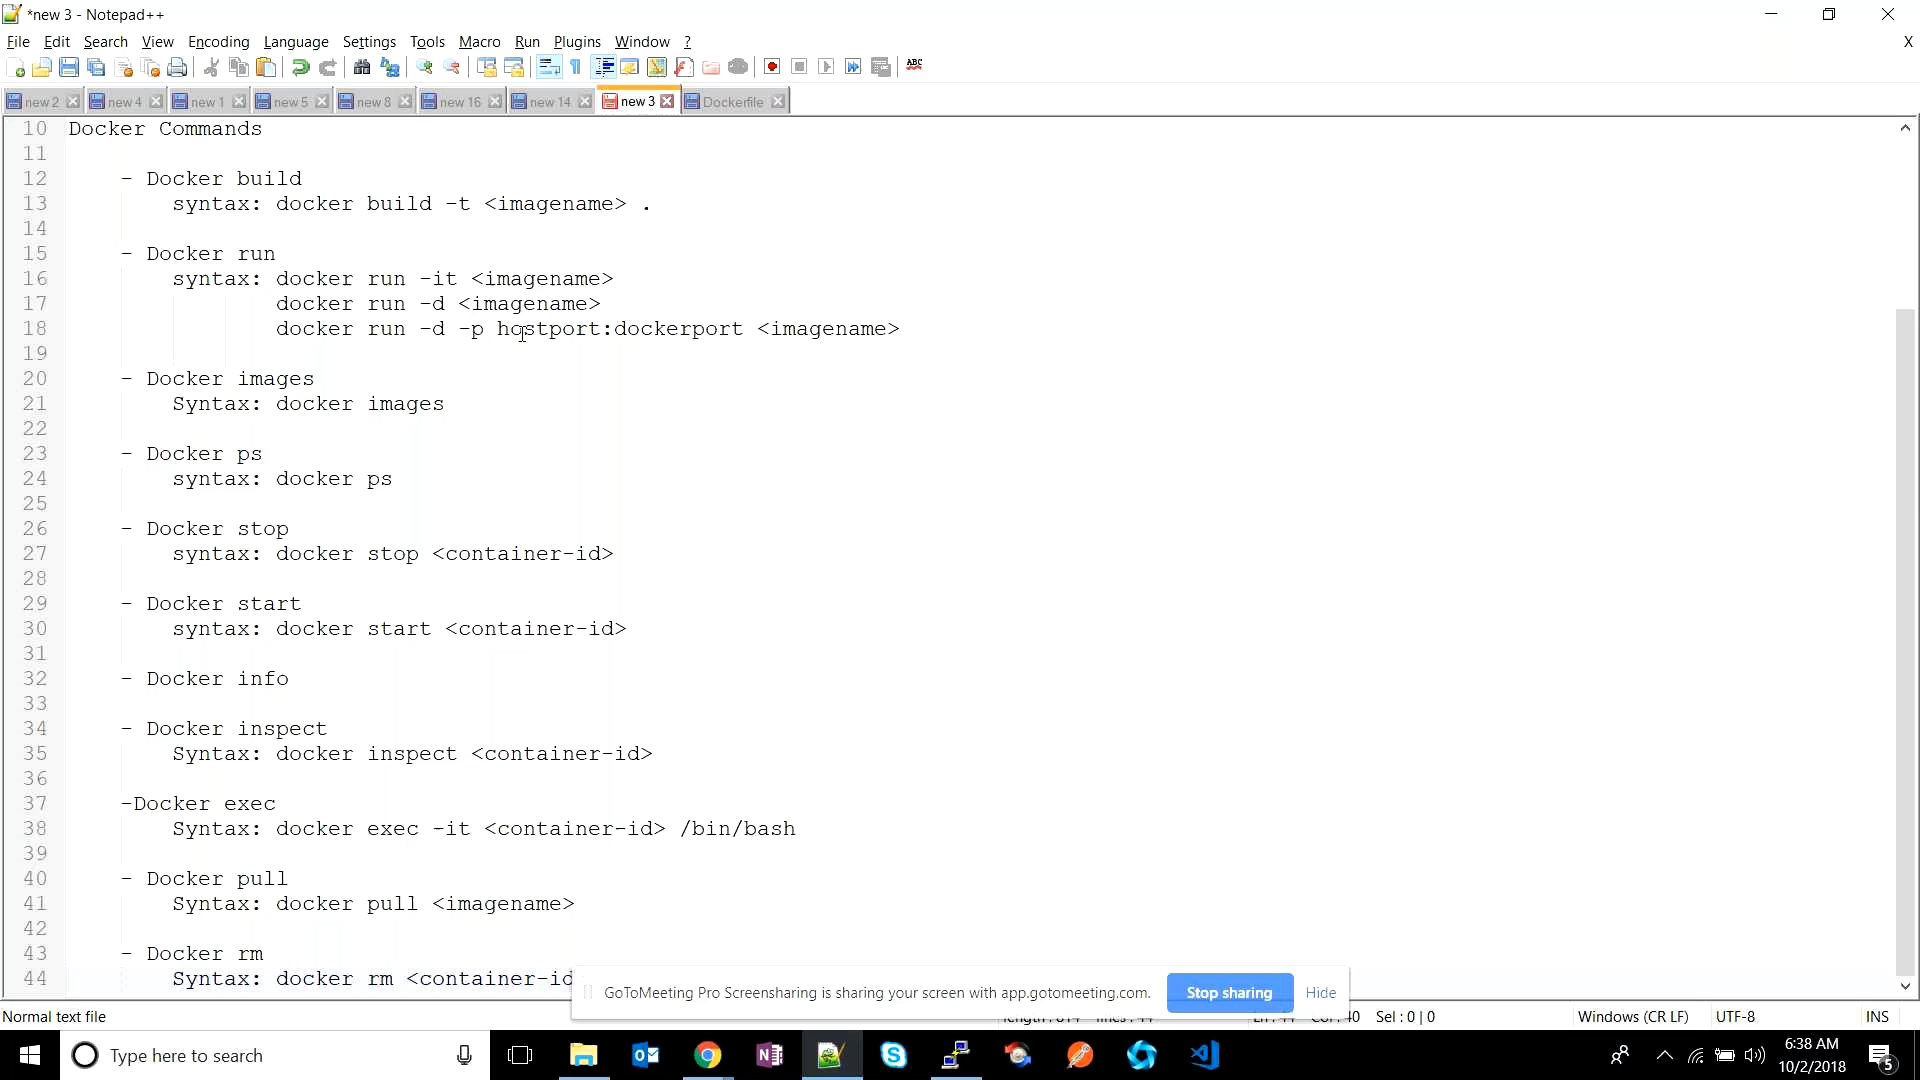 *new 3 - Notepad++
File Edit Search View Encoding Language Settings Tools Macro Run Plugins Window ? X
ABC
new 2 new 4 new 1 new 5 new 8 new 16 new 14 new 3 Dockerfile
10 Docker Commands
11
12 - Docker build
13 syntax: docker build -t <imagename> .
14
15 - Docker run
16 syntax: docker run -it <imagename>
17 docker run -d <imagename>
18 docker run -d -p hostport:dockerport <imagename>
19
20 - Docker images
21 Syntax: docker images
22
23 - Docker ps
24 syntax: docker ps
25
26 - Docker stop
27 syntax: docker stop <container-id>
28
29 - Docker start
30 syntax: docker start <container-id>
31
32 - Docker info
33
34 - Docker inspect
35 Syntax: docker inspect <container-id>
36
37 -Docker exec
38 Syntax: docker exec -it <container-id> /bin/bash
39
40 - Docker pull
41 Syntax: docker pull <imagename>
42
43 - Docker rm
44 Syntax: docker rm <container-id
GoToMeeting Pro Screensharing is sharing your screen with app.gotomeeting.com. Stop sharing Hide
Normal text file Sel : 0 | 0 Windows (CR LF) UTF-8 INS
Type here to search
6:38 AM
10/2/2018
5